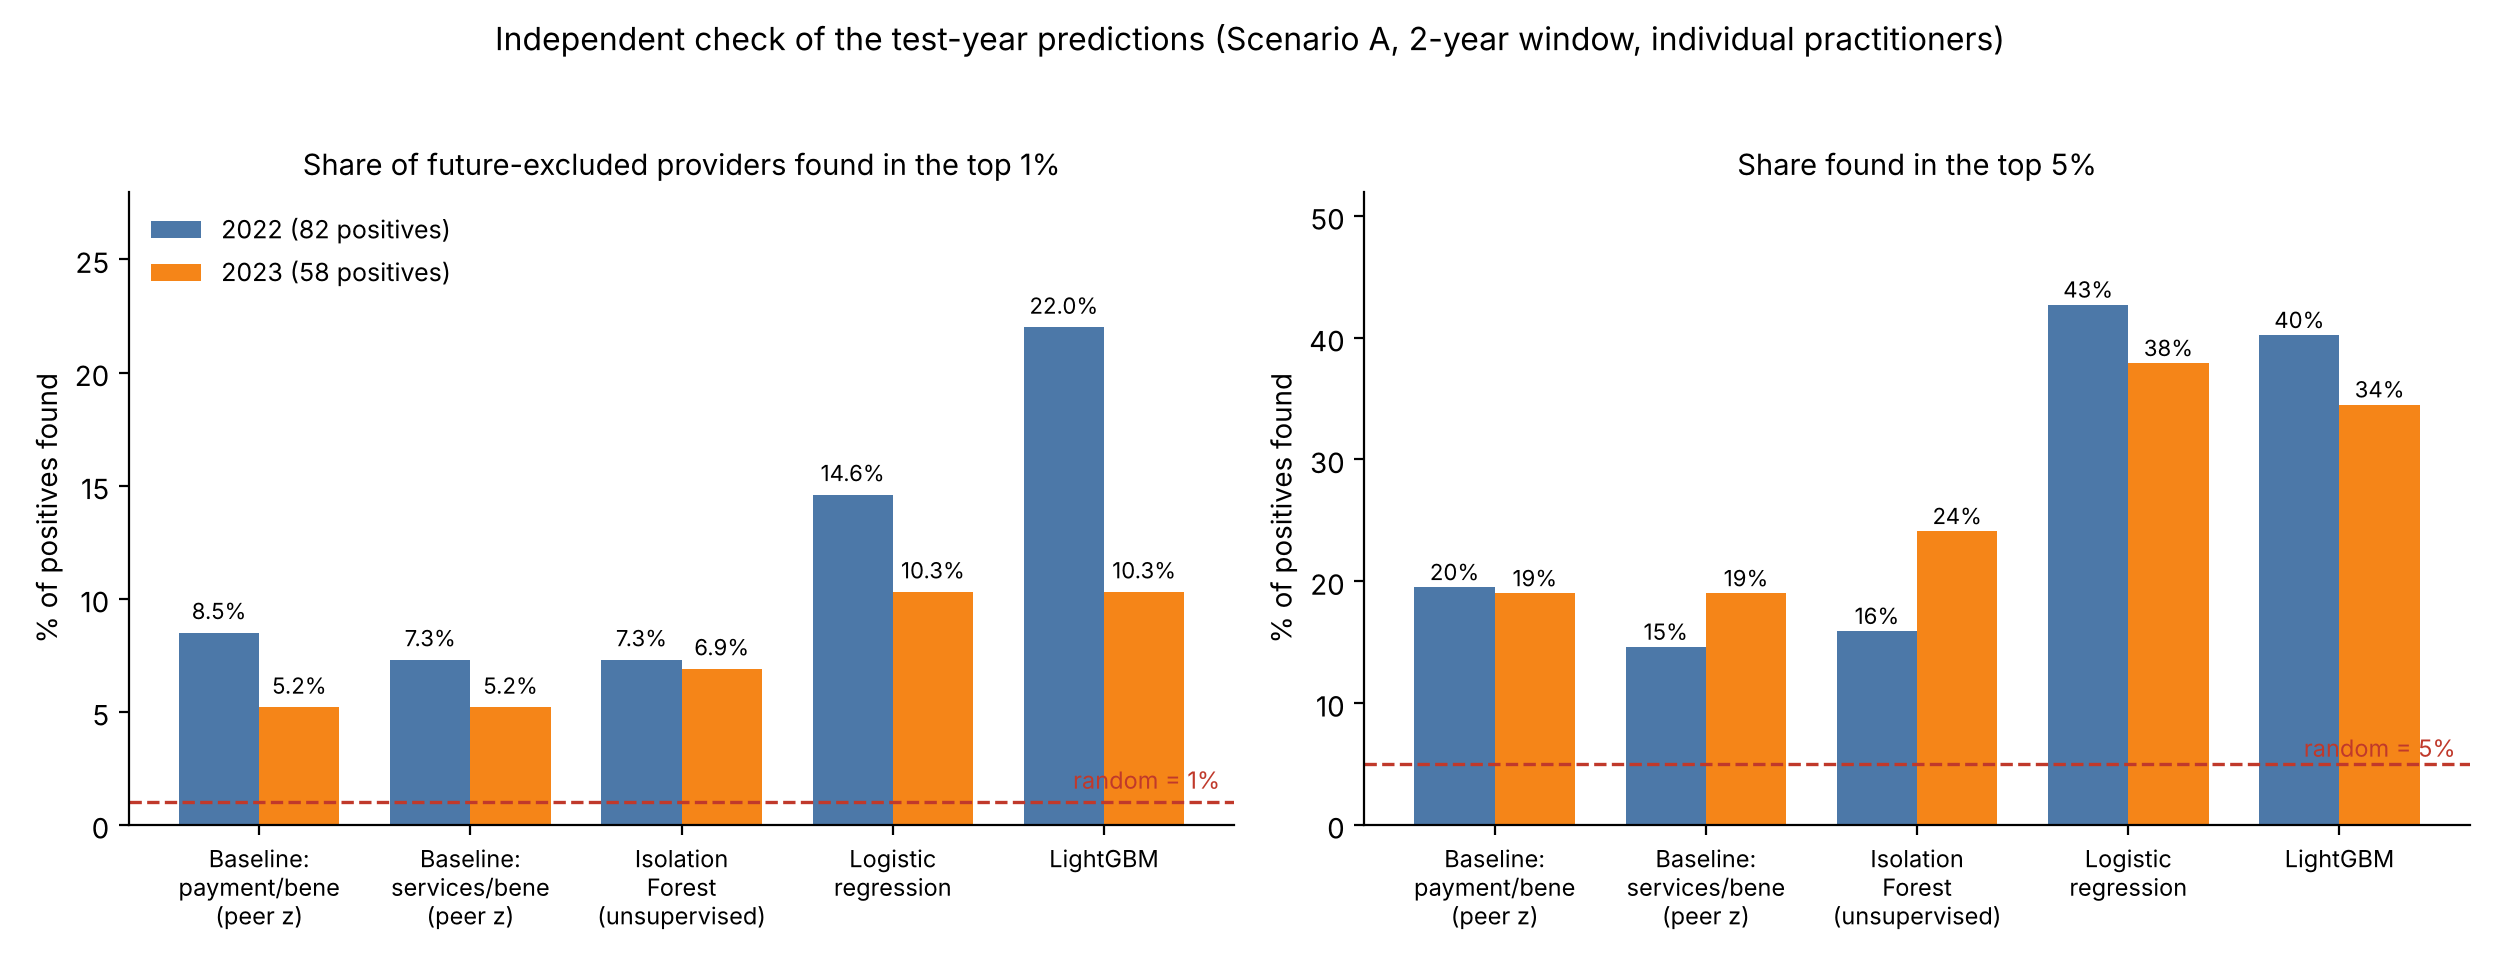 Independent check of the test-year predictions (Scenario A, 2-year window, individual practitioners)
Share of future-excluded providers found in the top 1%
2022 (82 positives)
2023 (58 positives)
% of positives found
25
20
15
10
5
0
8.5%
5.2%
7.3%
5.2%
7.3%
6.9%
14.6%
10.3%
22.0%
10.3%
random = 1%
Baseline:
payment/bene
(peer z)
Baseline:
services/bene
(peer z)
Isolation
Forest
(unsupervised)
Logistic
regression
LightGBM
Share found in the top 5%
% of positives found
50
40
30
20
10
0
20%
19%
15%
19%
16%
24%
43%
38%
40%
34%
random = 5%
Baseline:
payment/bene
(peer z)
Baseline:
services/bene
(peer z)
Isolation
Forest
(unsupervised)
Logistic
regression
LightGBM